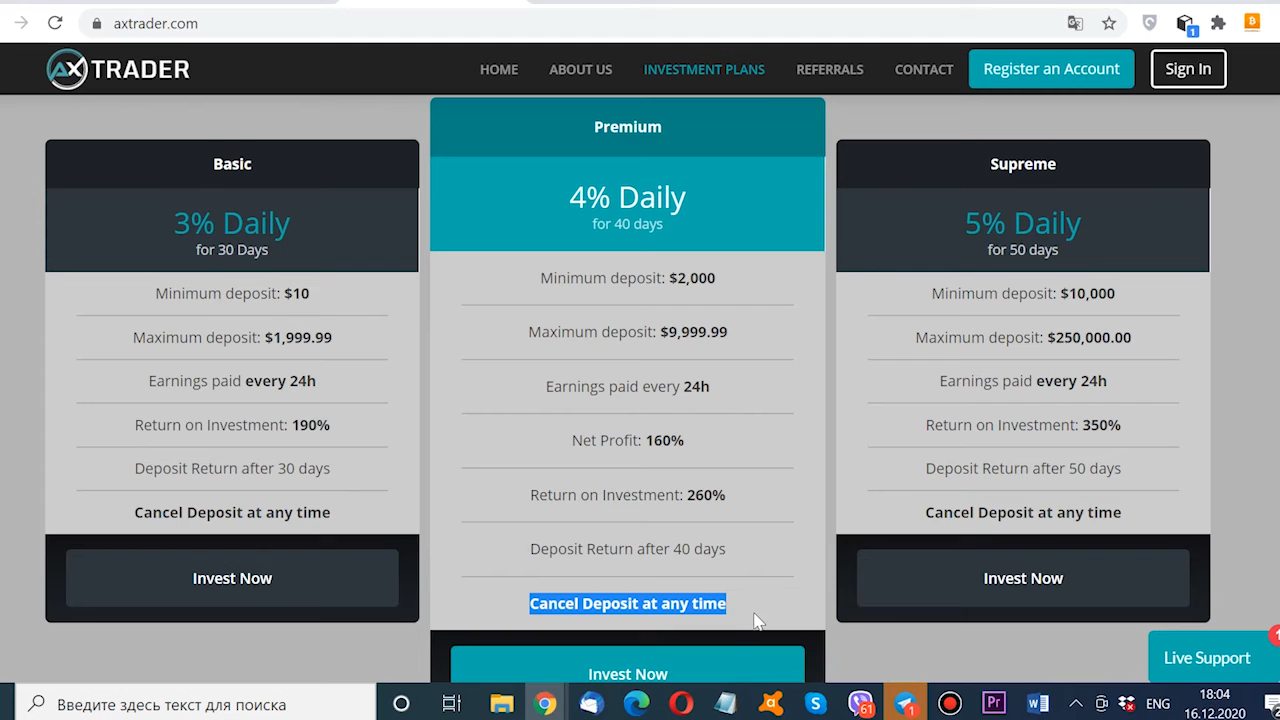 axtrader.com
1
AX TRADER
HOME
ABOUT US
INVESTMENT PLANS
REFERRALS
CONTACT
Register an Account
Sign In
Basic
3% Daily
for 30 Days
Minimum deposit: $10
Maximum deposit: $1,999.99
Earnings paid every 24h
Return on Investment: 190%
Deposit Return after 30 days
Cancel Deposit at any time
Invest Now
Premium
4% Daily
for 40 days
Minimum deposit: $2,000
Maximum deposit: $9,999.99
Earnings paid every 24h
Net Profit: 160%
Return on Investment: 260%
Deposit Return after 40 days
Cancel Deposit at any time
Invest Now
Supreme
5% Daily
for 50 days
Minimum deposit: $10,000
Maximum deposit: $250,000.00
Earnings paid every 24h
Return on Investment: 350%
Deposit Return after 50 days
Cancel Deposit at any time
Invest Now
Live Support
Введите здесь текст для поиска
61
1
Pr
ENG
18:04
16.12.2020